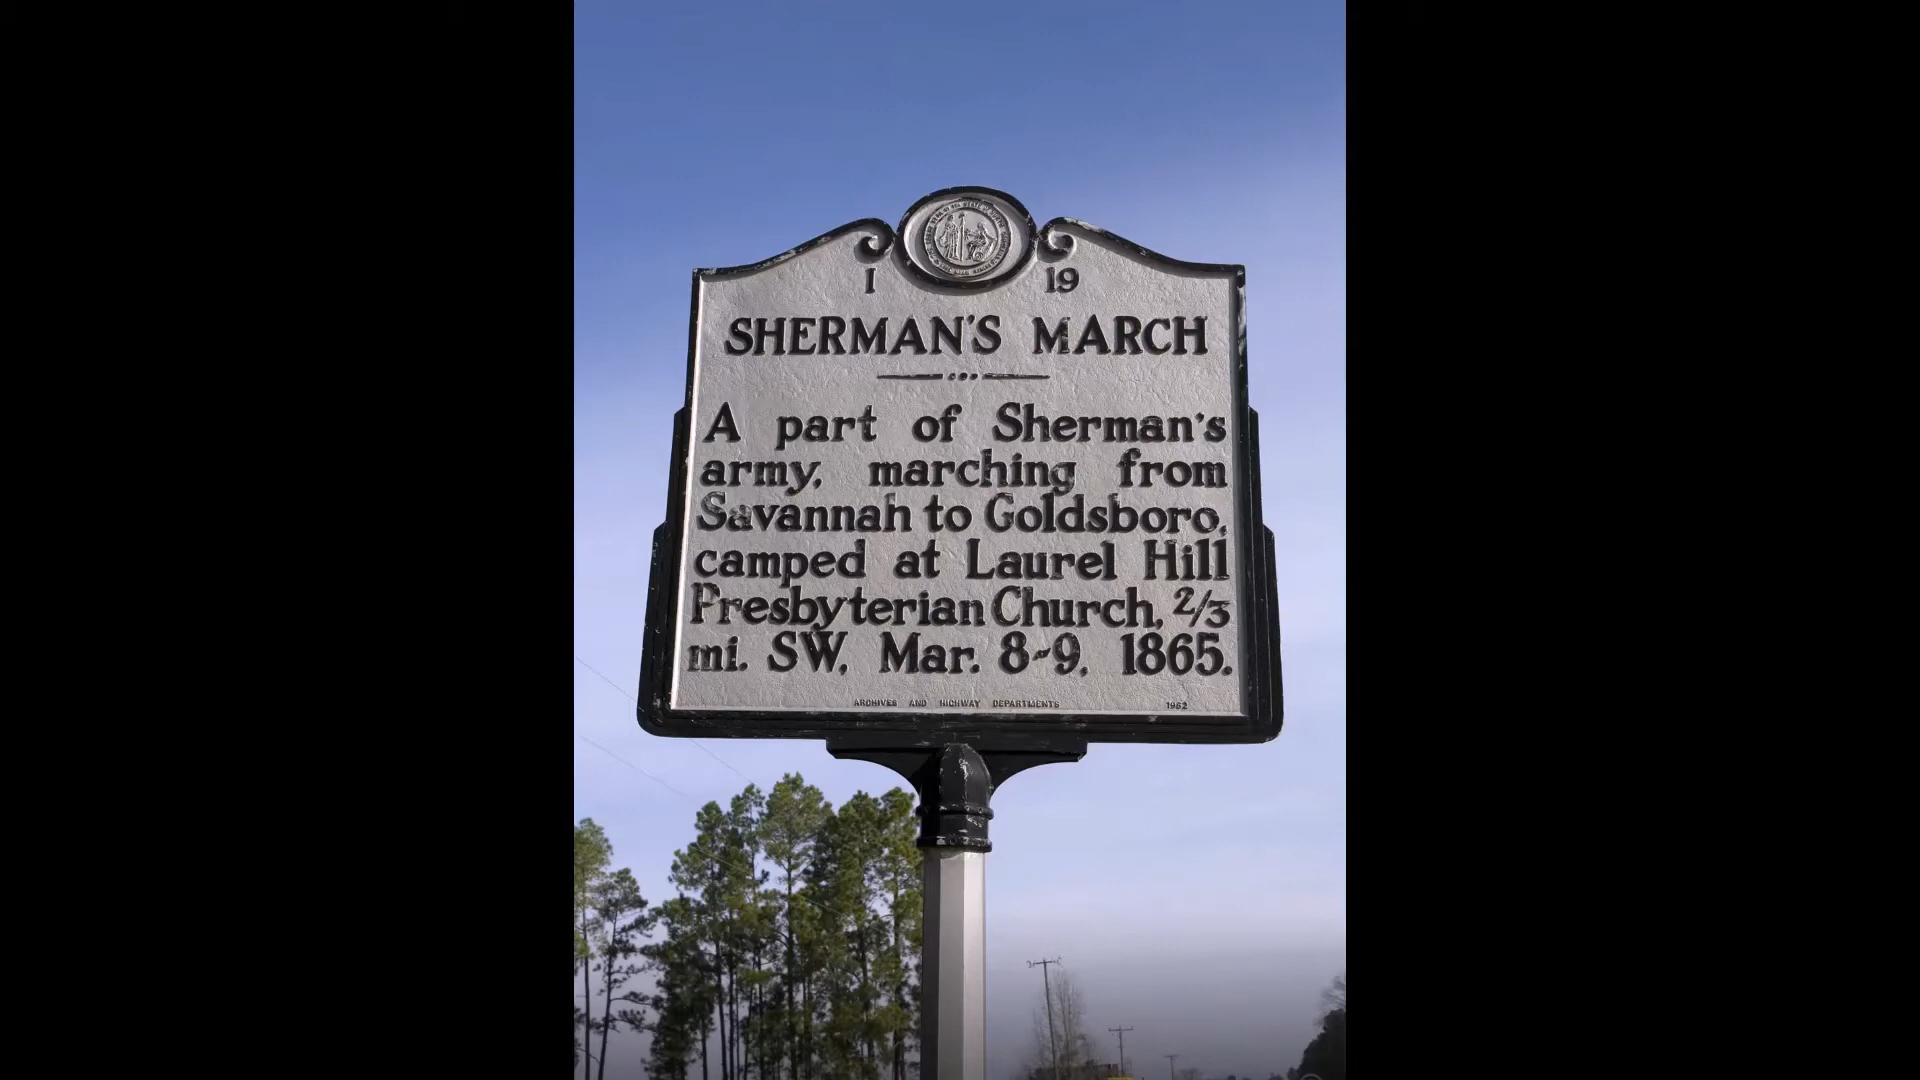 I 19
SHERMAN'S MARCH
A part of Sherman's
army, marching from
Savannah to Goldsboro,
camped at Laurel Hill
Presbyterian Church, 2/3
mi. SW, Mar. 8-9, 1865.
ARCHIVES AND HIGHWAY DEPARTMENTS 1962